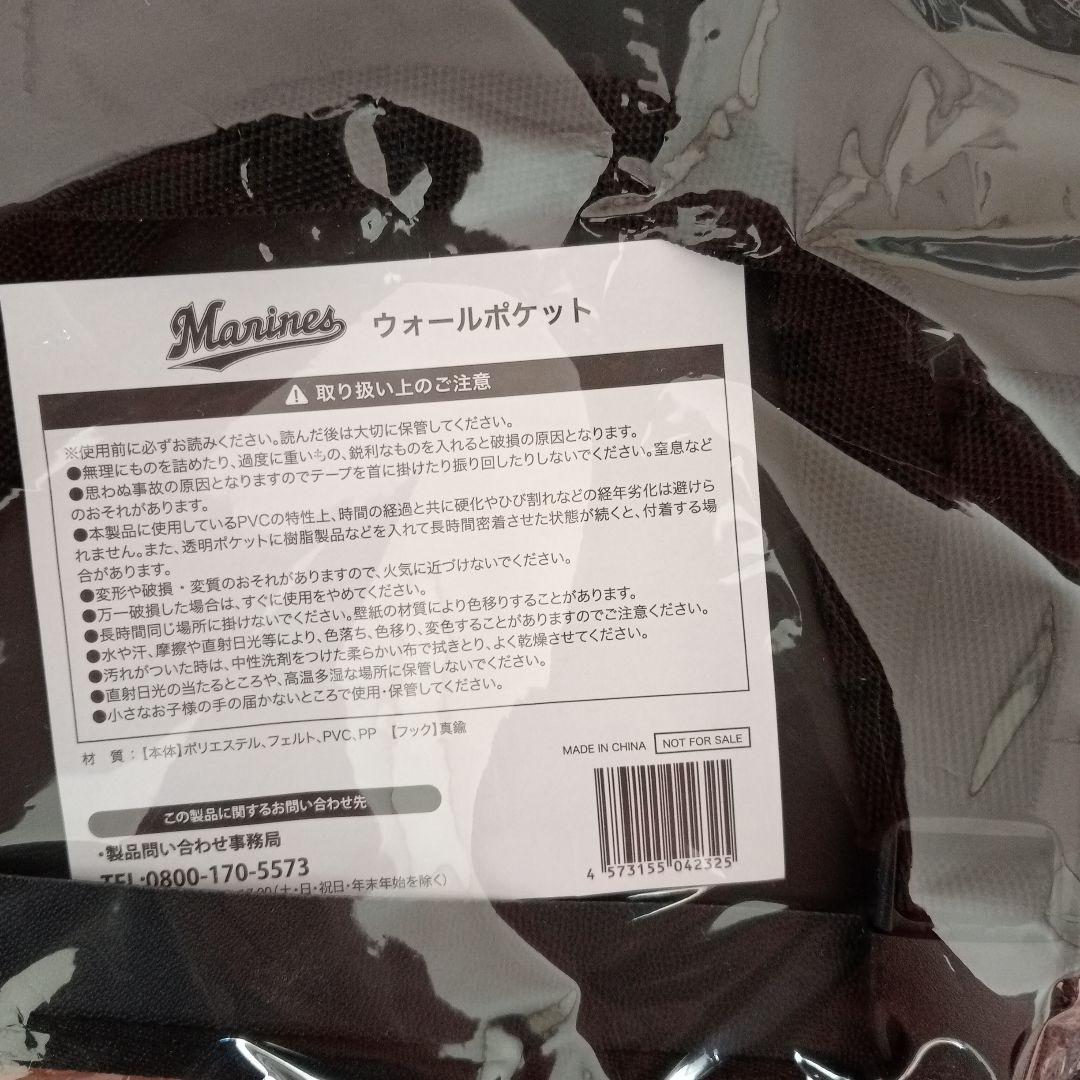 Marines ウォールポケット
取り扱い上のご注意
※使用前に必ずお読みください。読んだ後は大切に保管してください。
●無理にものを詰めたり、過度に重いもの、鋭利なものを入れると破損の原因となります。
●思わぬ事故の原因となりますのでテープを首に掛けたり振り回したりしないでください。窒息など
のおそれがあります。
●本製品に使用しているPVCの特性上、時間の経過と共に硬化やひび割れなどの経年劣化は避けら
れません。また、透明ポケットに樹脂製品などを入れて長時間密着させた状態が続くと、付着する場
合があります。
●変形や破損・変質のおそれがありますので、火気に近づけないでください。
●万一破損した場合は、すぐに使用をやめてください。
●長時間同じ場所に掛けないでください。壁紙の材質により色移りすることがあります。
●水や汗、摩擦や直射日光等により、色落ち、色移り、変色することがありますのでご注意ください。
●汚れがついた時は、中性洗剤をつけた柔らかい布で拭きとり、よく乾燥させてください。
●直射日光の当たるところや、高温多湿な場所に保管しないでください。
●小さなお子様の手の届かないところで使用・保管してください。
材 質：【本体】ポリエステル、フェルト、PVC、PP 【フック】真鍮
MADE IN CHINA NOT FOR SALE
この製品に関するお問い合わせ先
・製品問い合わせ事務局
TEL:0800-170-5573
(土・日・祝日・年末年始を除く)
4 573155 042325